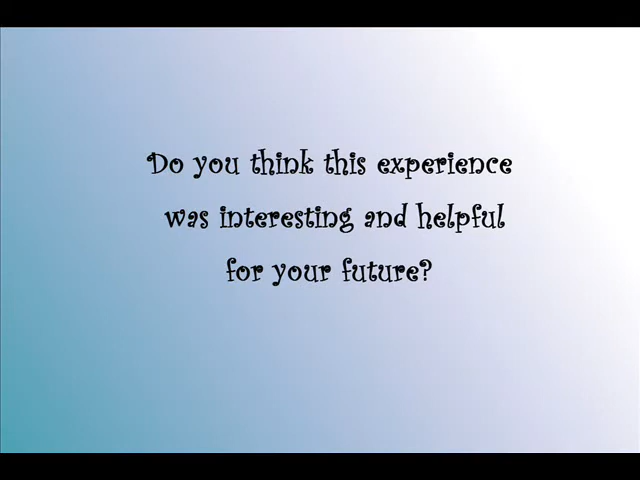 Do you think this experience
was interesting and helpful
for your future?